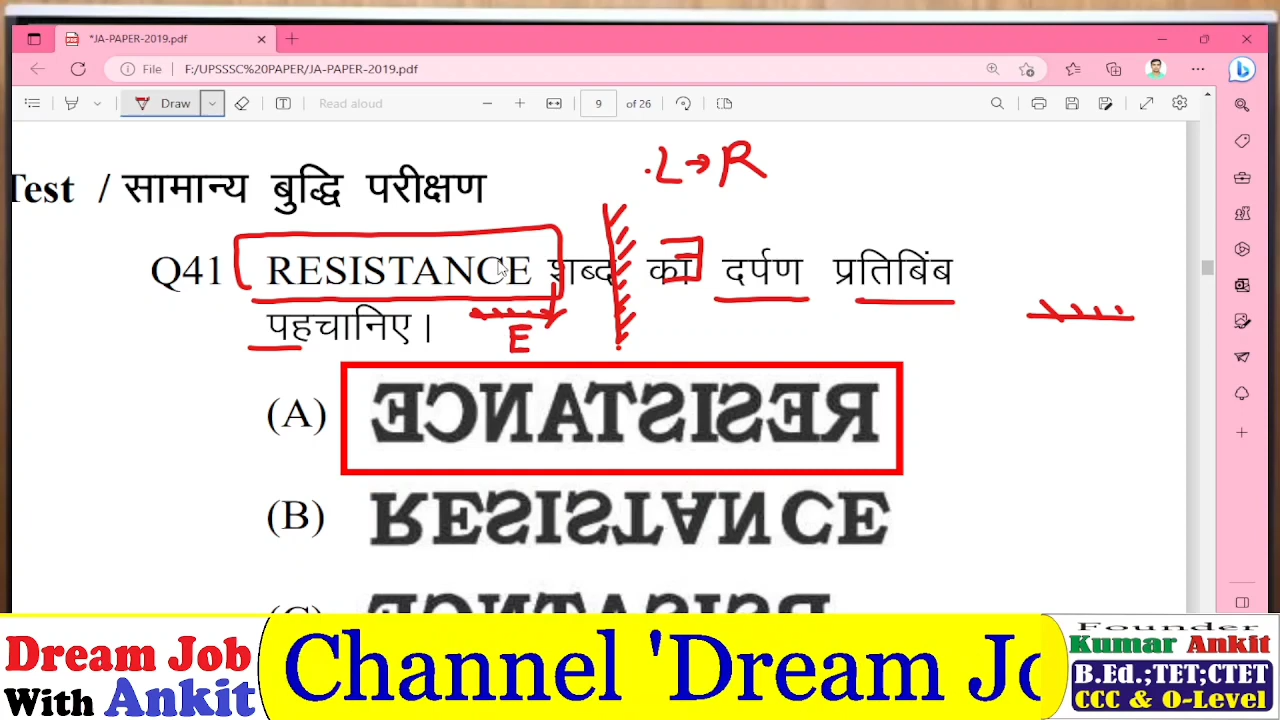 *JA-PAPER-2019.pdf
File F:/UPSSSC%20PAPER/JA-PAPER-2019.pdf
Draw Read aloud 9 of 26
L → R
Test / सामान्य बुद्धि परीक्षण
Q41 RESISTANCE शब्द का दर्पण प्रतिबिंब
E
E
पहचानिए।
(A) RESISTANCE
(B) RESISTANCE
Dream Job
With Ankit
Channel 'Dream Jo
Founder
Kumar Ankit
B.Ed.;TET;CTET
CCC & O-Level